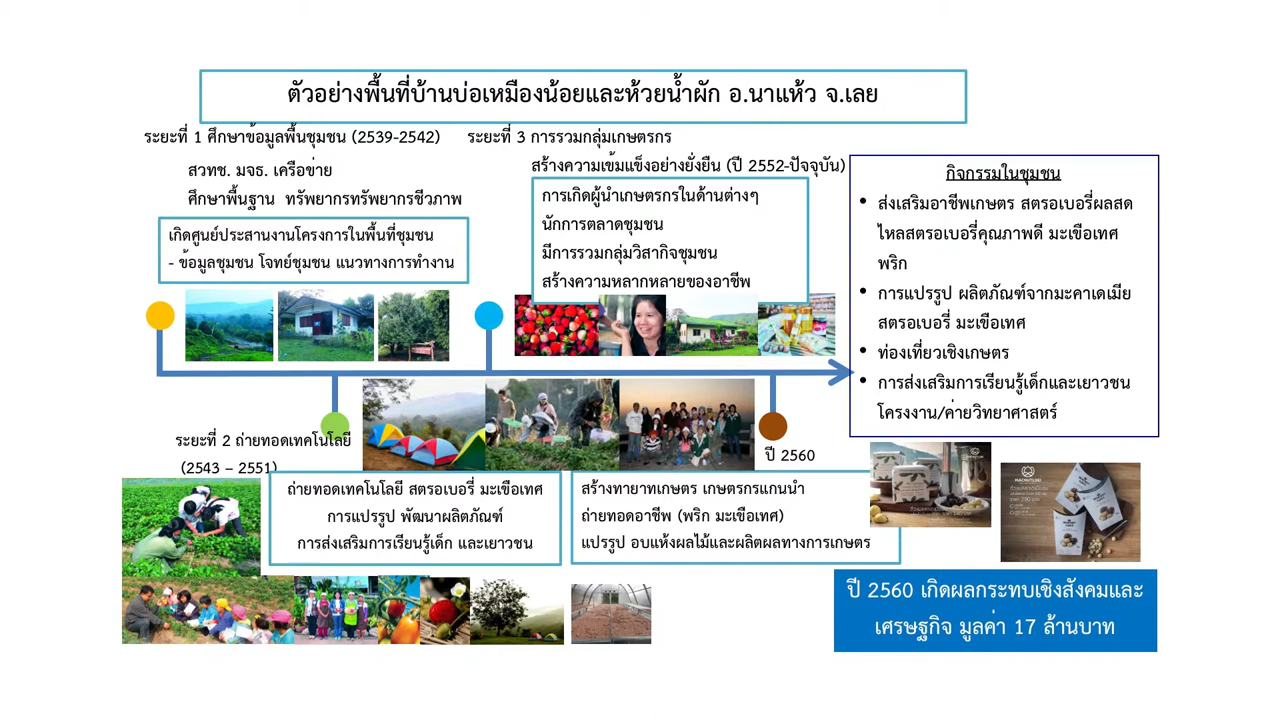 ตัวอย่างพื้นที่บ้านบ่อเหมืองน้อยและห้วยน้ำผัก อ.นาแห้ว จ.เลย
ระยะที่ 1 ศึกษาข้อมูลพื้นชุมชน (2539-2542)
สวทช. มจธ. เครือข่าย
ศึกษาพื้นฐาน ทรัพยากรทรัพยากรชีวภาพ
เกิดศูนย์ประสานงานโครงการในพื้นที่ชุมชน
- ข้อมูลชุมชน โจทย์ชุมชน แนวทางการทำงาน
ระยะที่ 3 การรวมกลุ่มเกษตรกร
สร้างความเข้มแข็งอย่างยั่งยืน (ปี 2552-ปัจจุบัน)
การเกิดผู้นำเกษตรกรในด้านต่างๆ
นักการตลาดชุมชน
มีการรวมกลุ่มวิสากิจชุมชน
สร้างความหลากหลายของอาชีพ
กิจกรรมในชุมชน
• ส่งเสริมอาชีพเกษตร สตรอเบอรี่ผลสด
ไหลสตรอเบอรี่คุณภาพดี มะเขือเทศ
พริก
• การแปรรูป ผลิตภัณฑ์จากมะคาเดเมีย
สตรอเบอรี่ มะเขือเทศ
• ท่องเที่ยวเชิงเกษตร
• การส่งเสริมการเรียนรู้เด็กและเยาวชน
โครงงาน/ค่ายวิทยาศาสตร์
ระยะที่ 2 ถ่ายทอดเทคโนโลยี
(2543 – 2551)
ถ่ายทอดเทคโนโลยี สตรอเบอรี่ มะเขือเทศ
การแปรรูป พัฒนาผลิตภัณฑ์
การส่งเสริมการเรียนรู้เด็ก และเยาวชน
ปี 2560
สร้างทายาทเกษตร เกษตรกรแกนนำ
ถ่ายทอดอาชีพ (พริก มะเขือเทศ)
แปรรูป อบแห้งผลไม้และผลิตผลทางการเกษตร
ปี 2560 เกิดผลกระทบเชิงสังคมและ
เศรษฐกิจ มูลค่า 17 ล้านบาท